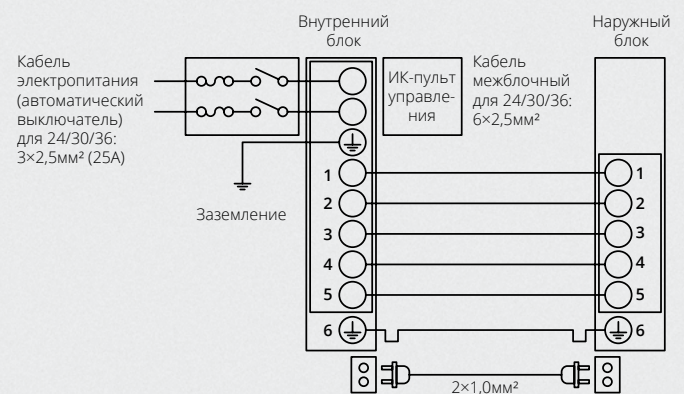 Внутренний
блок
Наружный
блок
Кабель
электропитания
(автоматический
выключатель)
для 24/30/36:
3×2,5мм² (25А)
ИК-пульт
управле-
ния
Кабель
межблочный
для 24/30/36:
6×2,5мм²
Заземление
1
2
3
4
5
6
1
2
3
4
5
6
2×1,0мм²